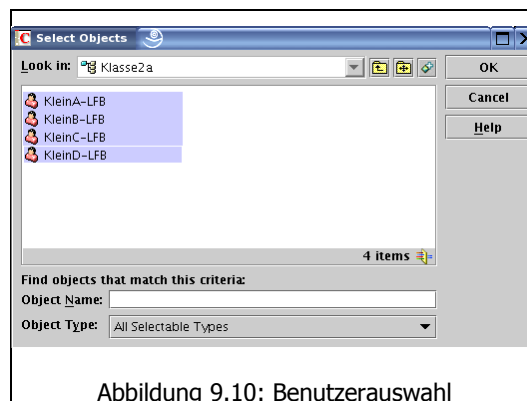 Select Objects
Look in: Klasse2a
OK
KleinA-LFB
Cancel
KleinB-LFB
KleinC-LFB
Help
KleinD-LFB
4 items
Find objects that match this criteria:
Object Name:
Object Type: All Selectable Types
Abbildung 9.10: Benutzerauswahl